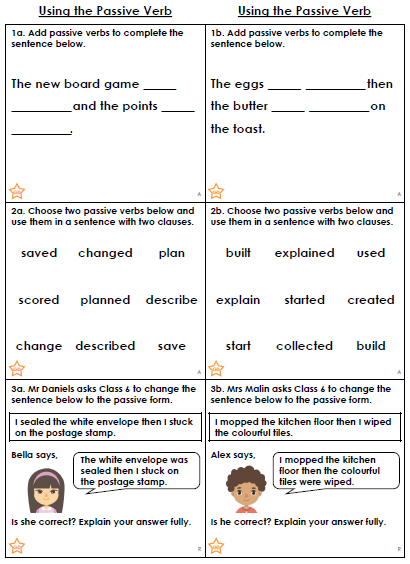 Using the Passive Verb
Using the Passive Verb
1a. Add passive verbs to complete the
sentence below.
The new board game _____
_________and the points _____
_________.
1b. Add passive verbs to complete the
sentence below.
The eggs _____ _________then
the butter _____ _________on
the toast.
A
A
2a. Choose two passive verbs below and
use them in a sentence with two clauses.
saved changed plan
scored planned describe
change described save
2b. Choose two passive verbs below and
use them in a sentence with two clauses.
built explained used
explain started created
start collected build
A
A
3a. Mr Daniels asks Class 6 to change the
sentence below to the passive form.
I sealed the white envelope then I stuck
on the postage stamp.
Bella says,
The white envelope was
sealed then I stuck on
the postage stamp.
Is she correct? Explain your answer fully.
3b. Mrs Malin asks Class 6 to change the
sentence below to the passive form.
I mopped the kitchen floor then I wiped
the colourful tiles.
Alex says,
I mopped the kitchen
floor then the colourful
tiles were wiped.
Is he correct? Explain your answer fully.
R
R